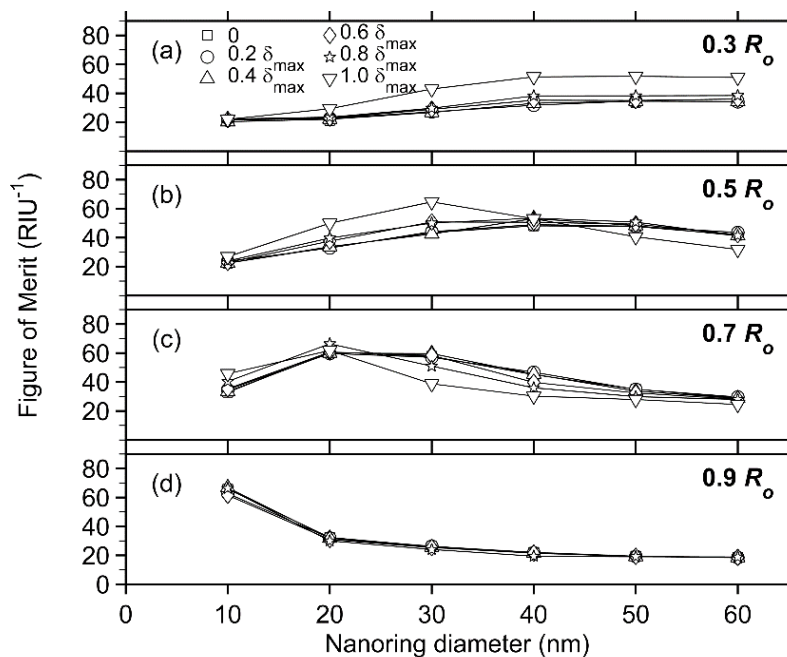 80
(a)
0
0.6 δmax
0.3 Ro
60
0.2 δmax
0.8 δmax
40
0.4 δmax
1.0 δmax
20
80
(b)
0.5 Ro
60
40
20
80
(c)
0.7 Ro
60
40
20
80
(d)
0.9 Ro
60
40
20
0
0 10 20 30 40 50 60
Nanoring diameter (nm)
Figure of Merit (RIU⁻¹)